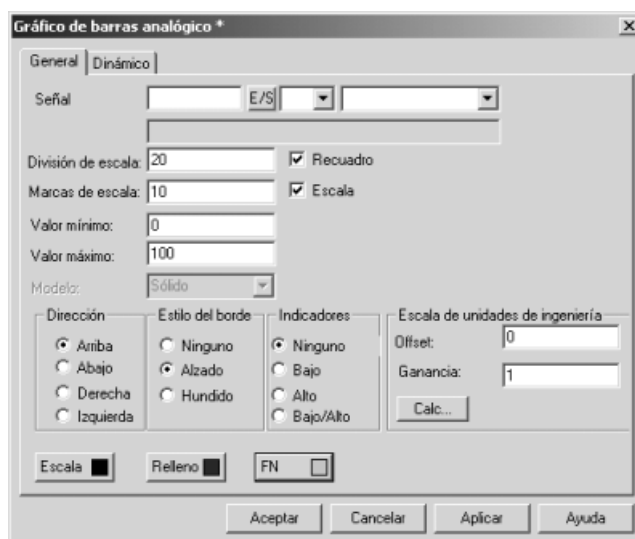 Gráfico de barras analógico *
General Dinámico
Señal E/S
División de escala: 20 Recuadro
Marcas de escala: 10 Escala
Valor mínimo: 0
Valor máximo: 100
Modelo: Sólido
Dirección Estilo del borde Indicadores Escala de unidades de ingeniería
Arriba Ninguno Ninguno Offset: 0
Abajo Alzado Bajo Ganancia: 1
Derecha Hundido Alto Calc...
Izquierda Bajo/Alto
Escala Relleno FN
Aceptar Cancelar Aplicar Ayuda